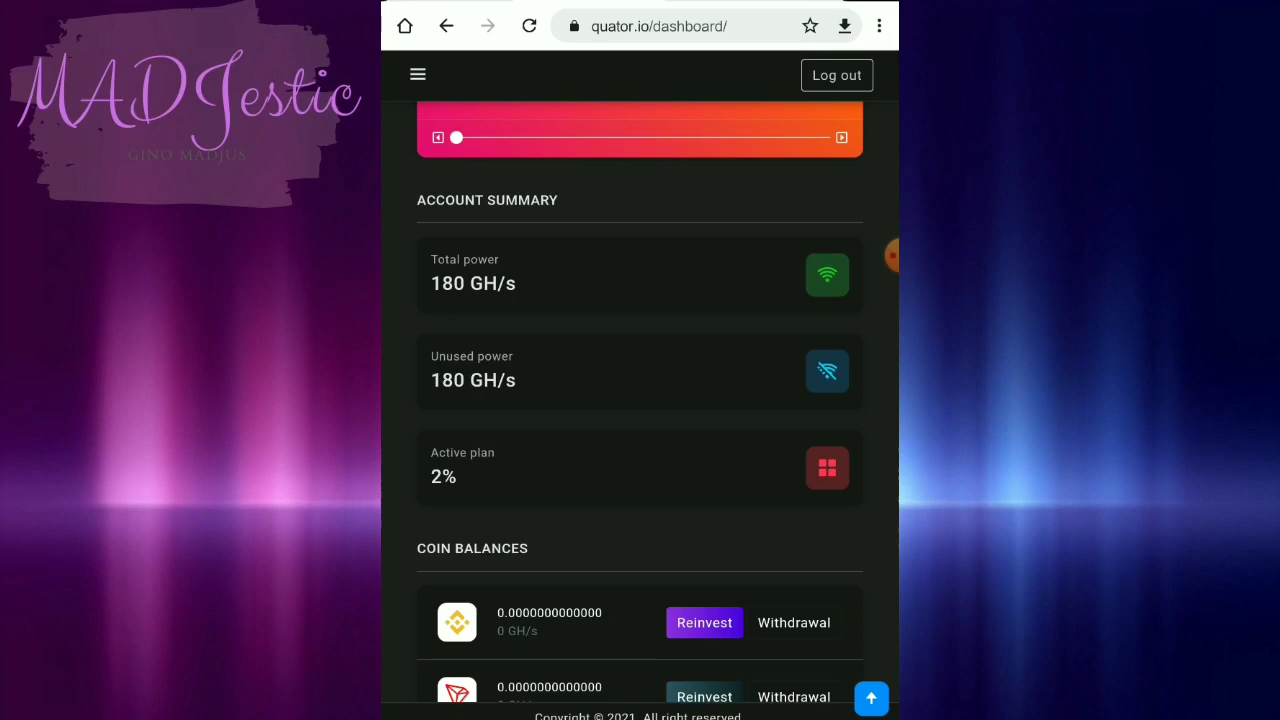 MADJestic
GINO MADJUS
quator.io/dashboard/
Log out
ACCOUNT SUMMARY
Total power
180 GH/s
Unused power
180 GH/s
Active plan
2%
COIN BALANCES
0.0000000000000
0 GH/s
Reinvest
Withdrawal
0.0000000000000
Reinvest
Withdrawal
Copyright © 2021. All right reserved